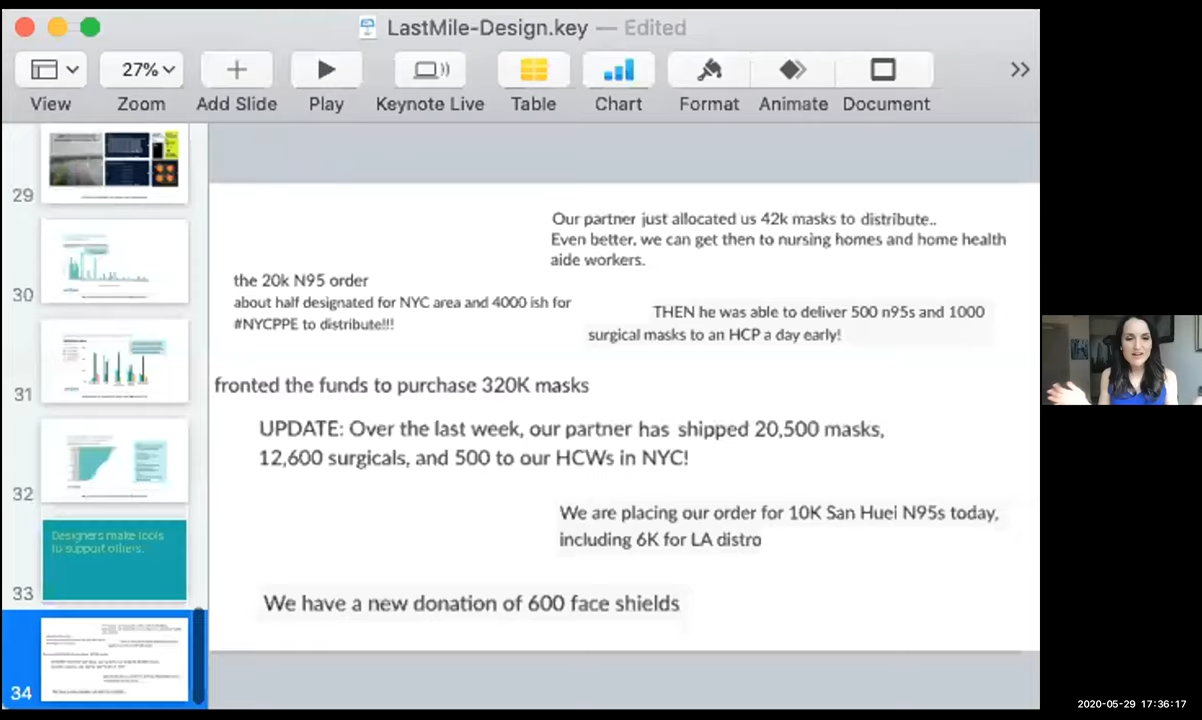 LastMile-Design.key — Edited
27%
View
Zoom
Add Slide
Play
Keynote Live
Table
Chart
Format
Animate
Document
29
30
31
32
Designers make tools
to support others.
33
34
Our partner just allocated us 42k masks to distribute..
Even better, we can get then to nursing homes and home health
aide workers.
the 20k N95 order
about half designated for NYC area and 4000 ish for
#NYCPPE to distribute!!!
THEN he was able to deliver 500 n95s and 1000
surgical masks to an HCP a day early!
fronted the funds to purchase 320K masks
UPDATE: Over the last week, our partner has shipped 20,500 masks,
12,600 surgicals, and 500 to our HCWs in NYC!
We are placing our order for 10K San Huei N95s today,
including 6K for LA distro
We have a new donation of 600 face shields
2020-05-29 17:36:17